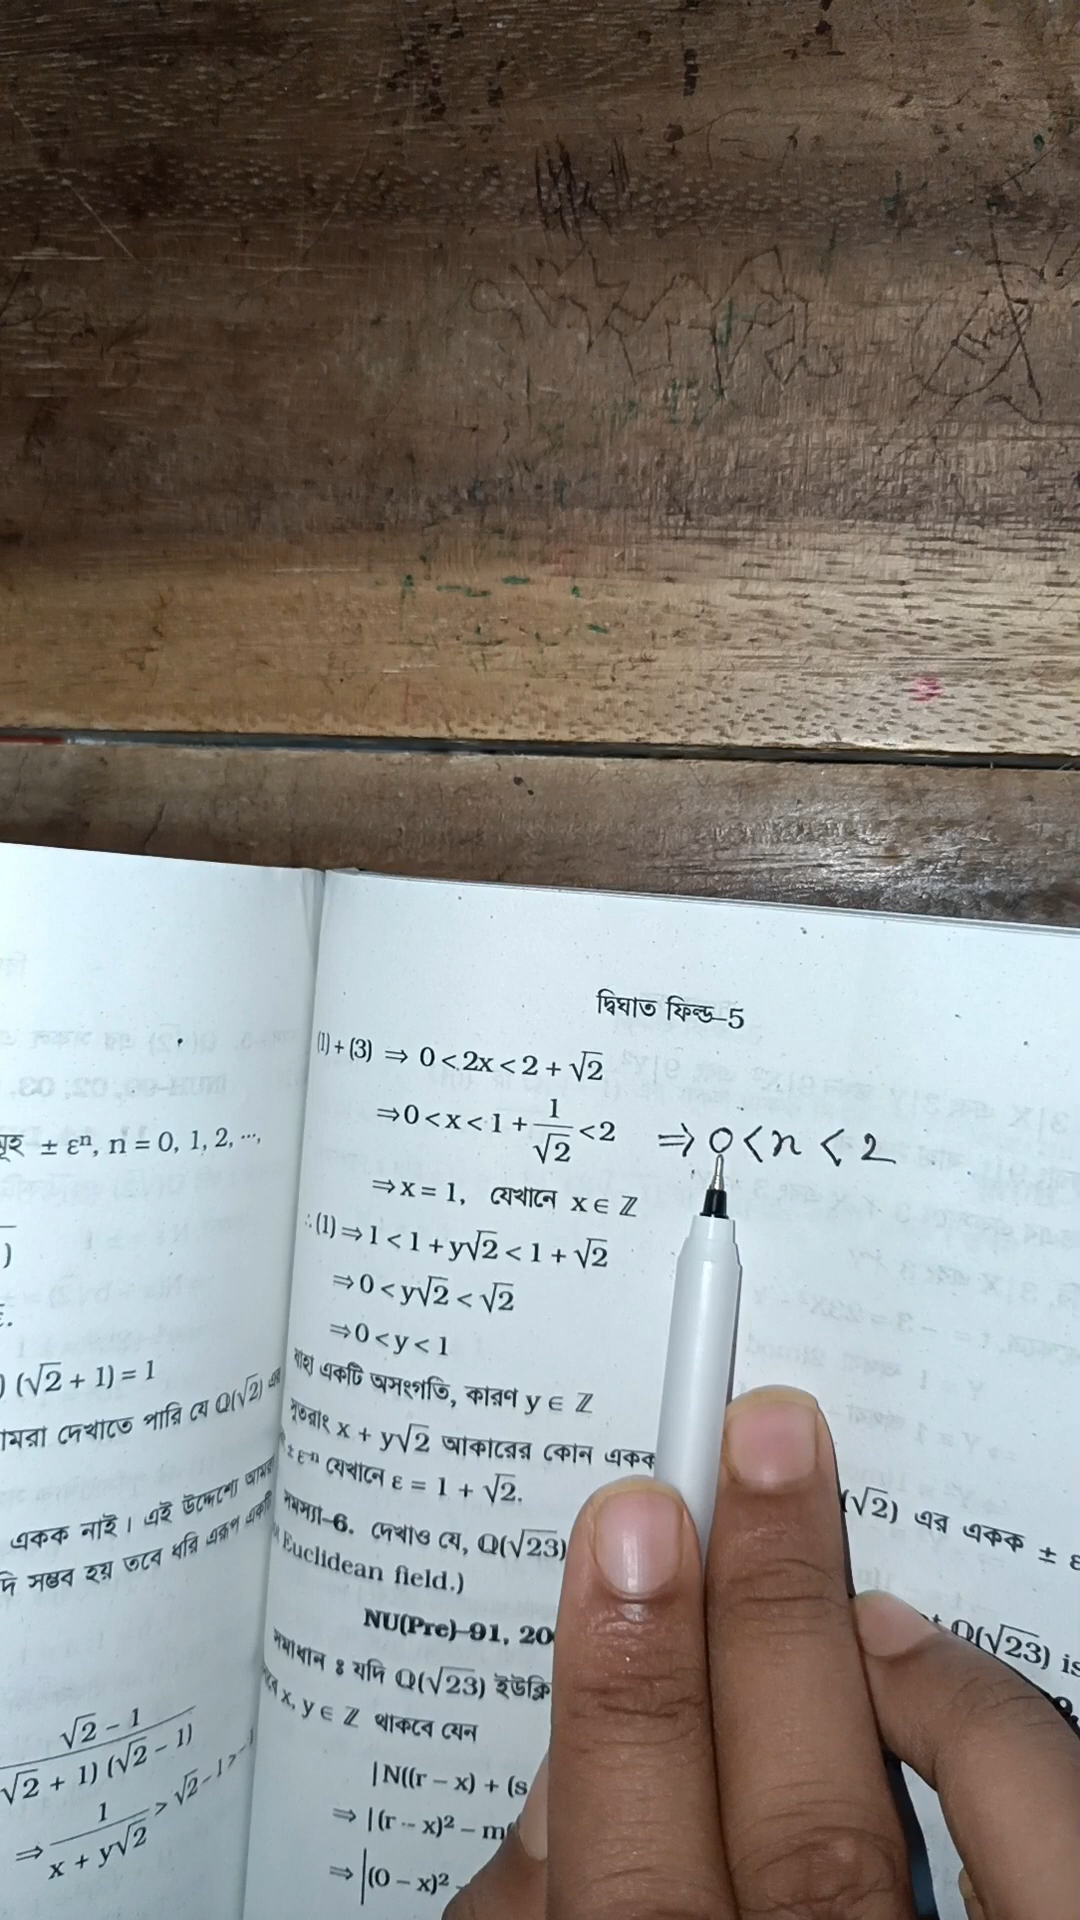 মূহ ± εⁿ, n = 0, 1, 2, ⋯,
) (√2 + 1) = 1
আমরা দেখাতে পারি যে Q(√2) এর
একক নাই। এই উদ্দেশ্যে আমরা
দি সম্ভব হয় তবে ধরি এরূপ একটি
√2 – 1
√2 + 1) (√2 – 1)
⇒ 1/(x + y√2) > √2 – 1 > –1
দ্বিঘাত ফিল্ড–5
(1) + (3) ⇒ 0 < 2x < 2 + √2
⇒ 0 < x < 1 + 1/√2 < 2 ⇒ 0 < x < 2
⇒ x = 1, যেখানে x ∈ ℤ
∴ (1) ⇒ 1 < 1 + y√2 < 1 + √2
⇒ 0 < y√2 < √2
⇒ 0 < y < 1
যাহা একটি অসংগতি, কারণ y ∈ ℤ
সুতরাং x + y√2 আকারের কোন একক (√2) এর একক ± ε
± ε⁻ⁿ যেখানে ε = 1 + √2.
সমস্যা–6. দেখাও যে, Q(√23) t Q(√23) is
Euclidean field.)
NU(Pre)–91, 20
সমাধান ঃ যদি Q(√23) ইউক্লি
x, y ∈ ℤ থাকবে যেন
|N((r – x) + (s
⇒ |(r – x)² – m
⇒ |(0 – x)² –